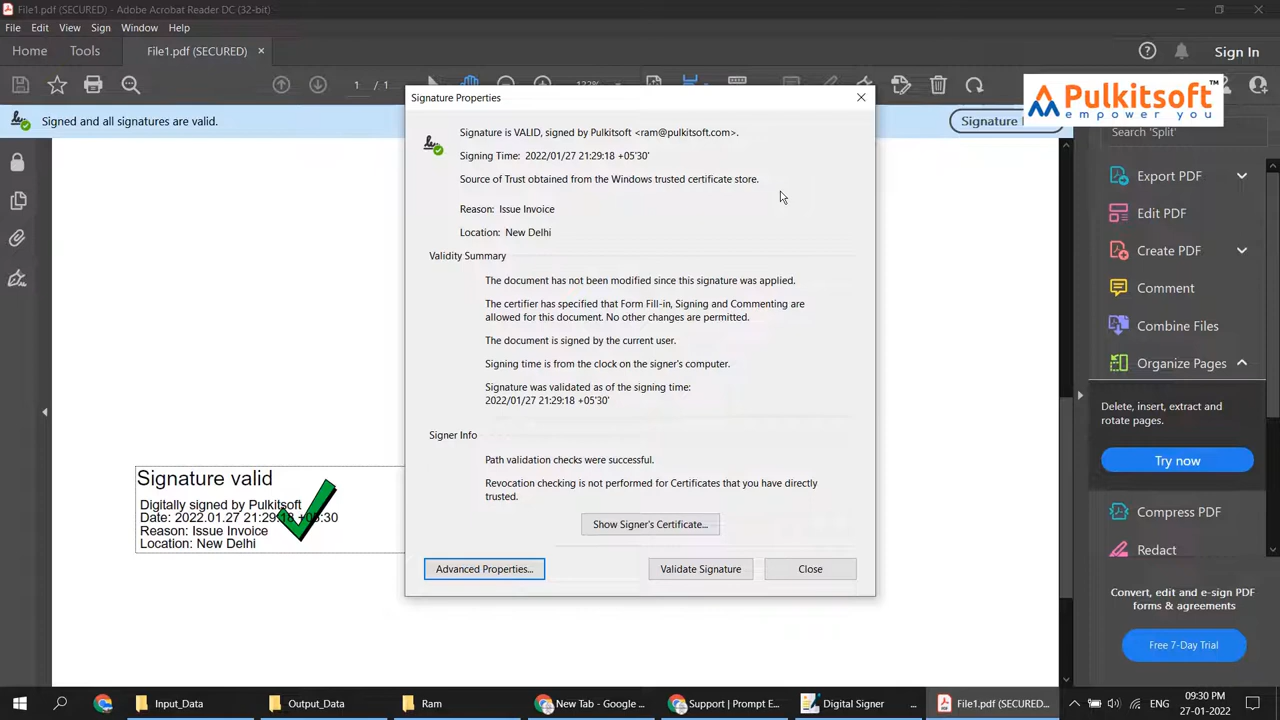 File1.pdf (SECURED) - Adobe Acrobat Reader DC (32-bit)
File Edit View Sign Window Help
Home Tools File1.pdf (SECURED) × Sign In
1 / 1
Pulkitsoft™
empower you
Signed and all signatures are valid.
Signature
Search 'Split'
Signature Properties
Signature is VALID, signed by Pulkitsoft <ram@pulkitsoft.com>.
Signing Time: 2022/01/27 21:29:18 +05'30'
Source of Trust obtained from the Windows trusted certificate store.
Reason: Issue Invoice
Location: New Delhi
Validity Summary
The document has not been modified since this signature was applied.
The certifier has specified that Form Fill-in, Signing and Commenting are
allowed for this document. No other changes are permitted.
The document is signed by the current user.
Signing time is from the clock on the signer's computer.
Signature was validated as of the signing time:
2022/01/27 21:29:18 +05'30'
Signer Info
Path validation checks were successful.
Revocation checking is not performed for Certificates that you have directly
trusted.
Show Signer's Certificate...
Advanced Properties... Validate Signature Close
Signature valid
Digitally signed by Pulkitsoft
Date: 2022.01.27 21:29:18 +05:30
Reason: Issue Invoice
Location: New Delhi
Export PDF
Edit PDF
Create PDF
Comment
Combine Files
Organize Pages
Delete, insert, extract and
rotate pages.
Try now
Compress PDF
Redact
Convert, edit and e-sign PDF
forms & agreements
Free 7-Day Trial
Input_Data Output_Data Ram New Tab - Google ... Support | Prompt E... Digital Signer ... File1.pdf (SECURED... ENG 09:30 PM
27-01-2022